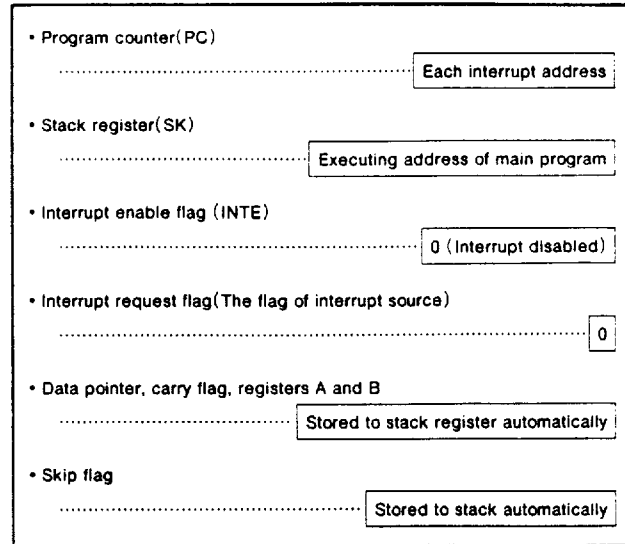 • Program counter(PC)
Each interrupt address
• Stack register(SK)
Executing address of main program
• Interrupt enable flag (INTE)
0 (Interrupt disabled)
• Interrupt request flag(The flag of interrupt source)
0
• Data pointer, carry flag, registers A and B
Stored to stack register automatically
• Skip flag
Stored to stack automatically